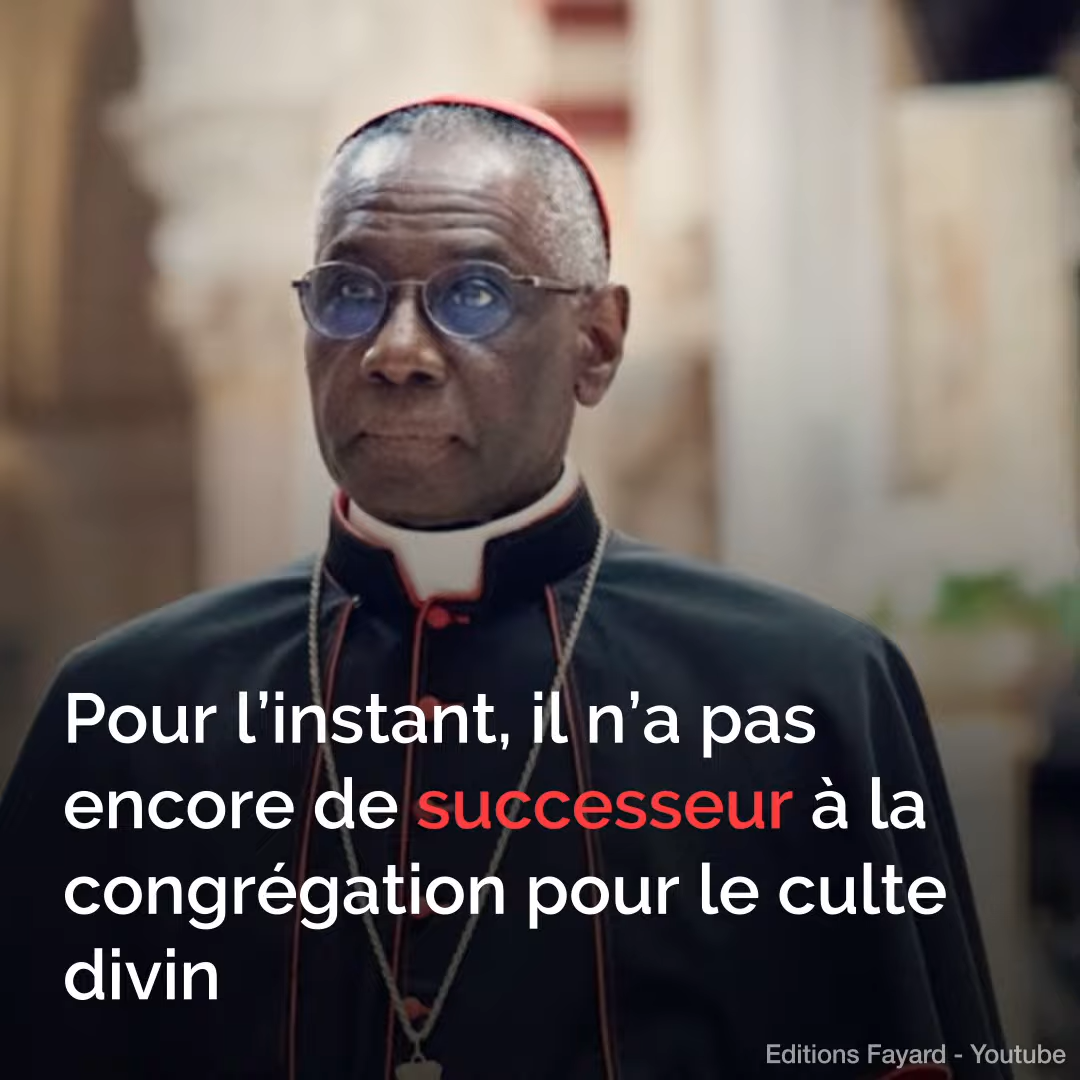 Pour l’instant, il n’a pas
encore de successeur à la
congrégation pour le culte
divin
Editions Fayard - Youtube